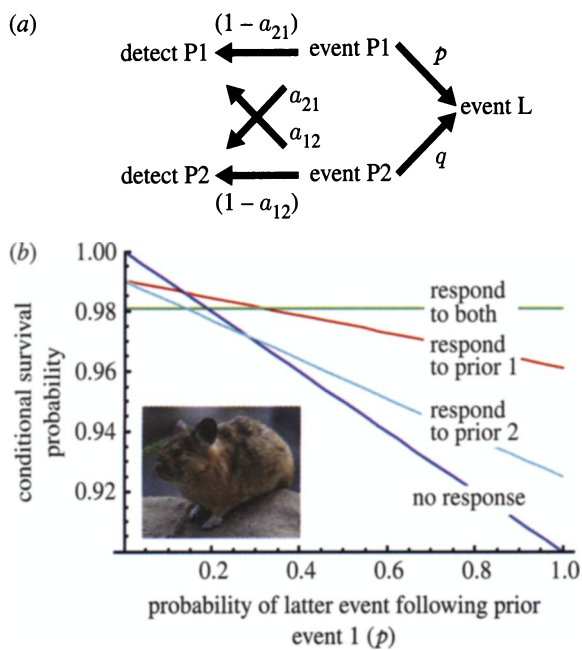 (a)
(1 – a21)
detect P1
event P1
p
a21
a12
event L
detect P2
event P2
q
(1 – a12)
(b)
1.00
0.98
0.96
0.94
0.92
conditional survival
probability
respond
to both
respond
to prior 1
respond
to prior 2
no response
0.2 0.4 0.6 0.8 1.0
probability of latter event following prior
event 1 (p)